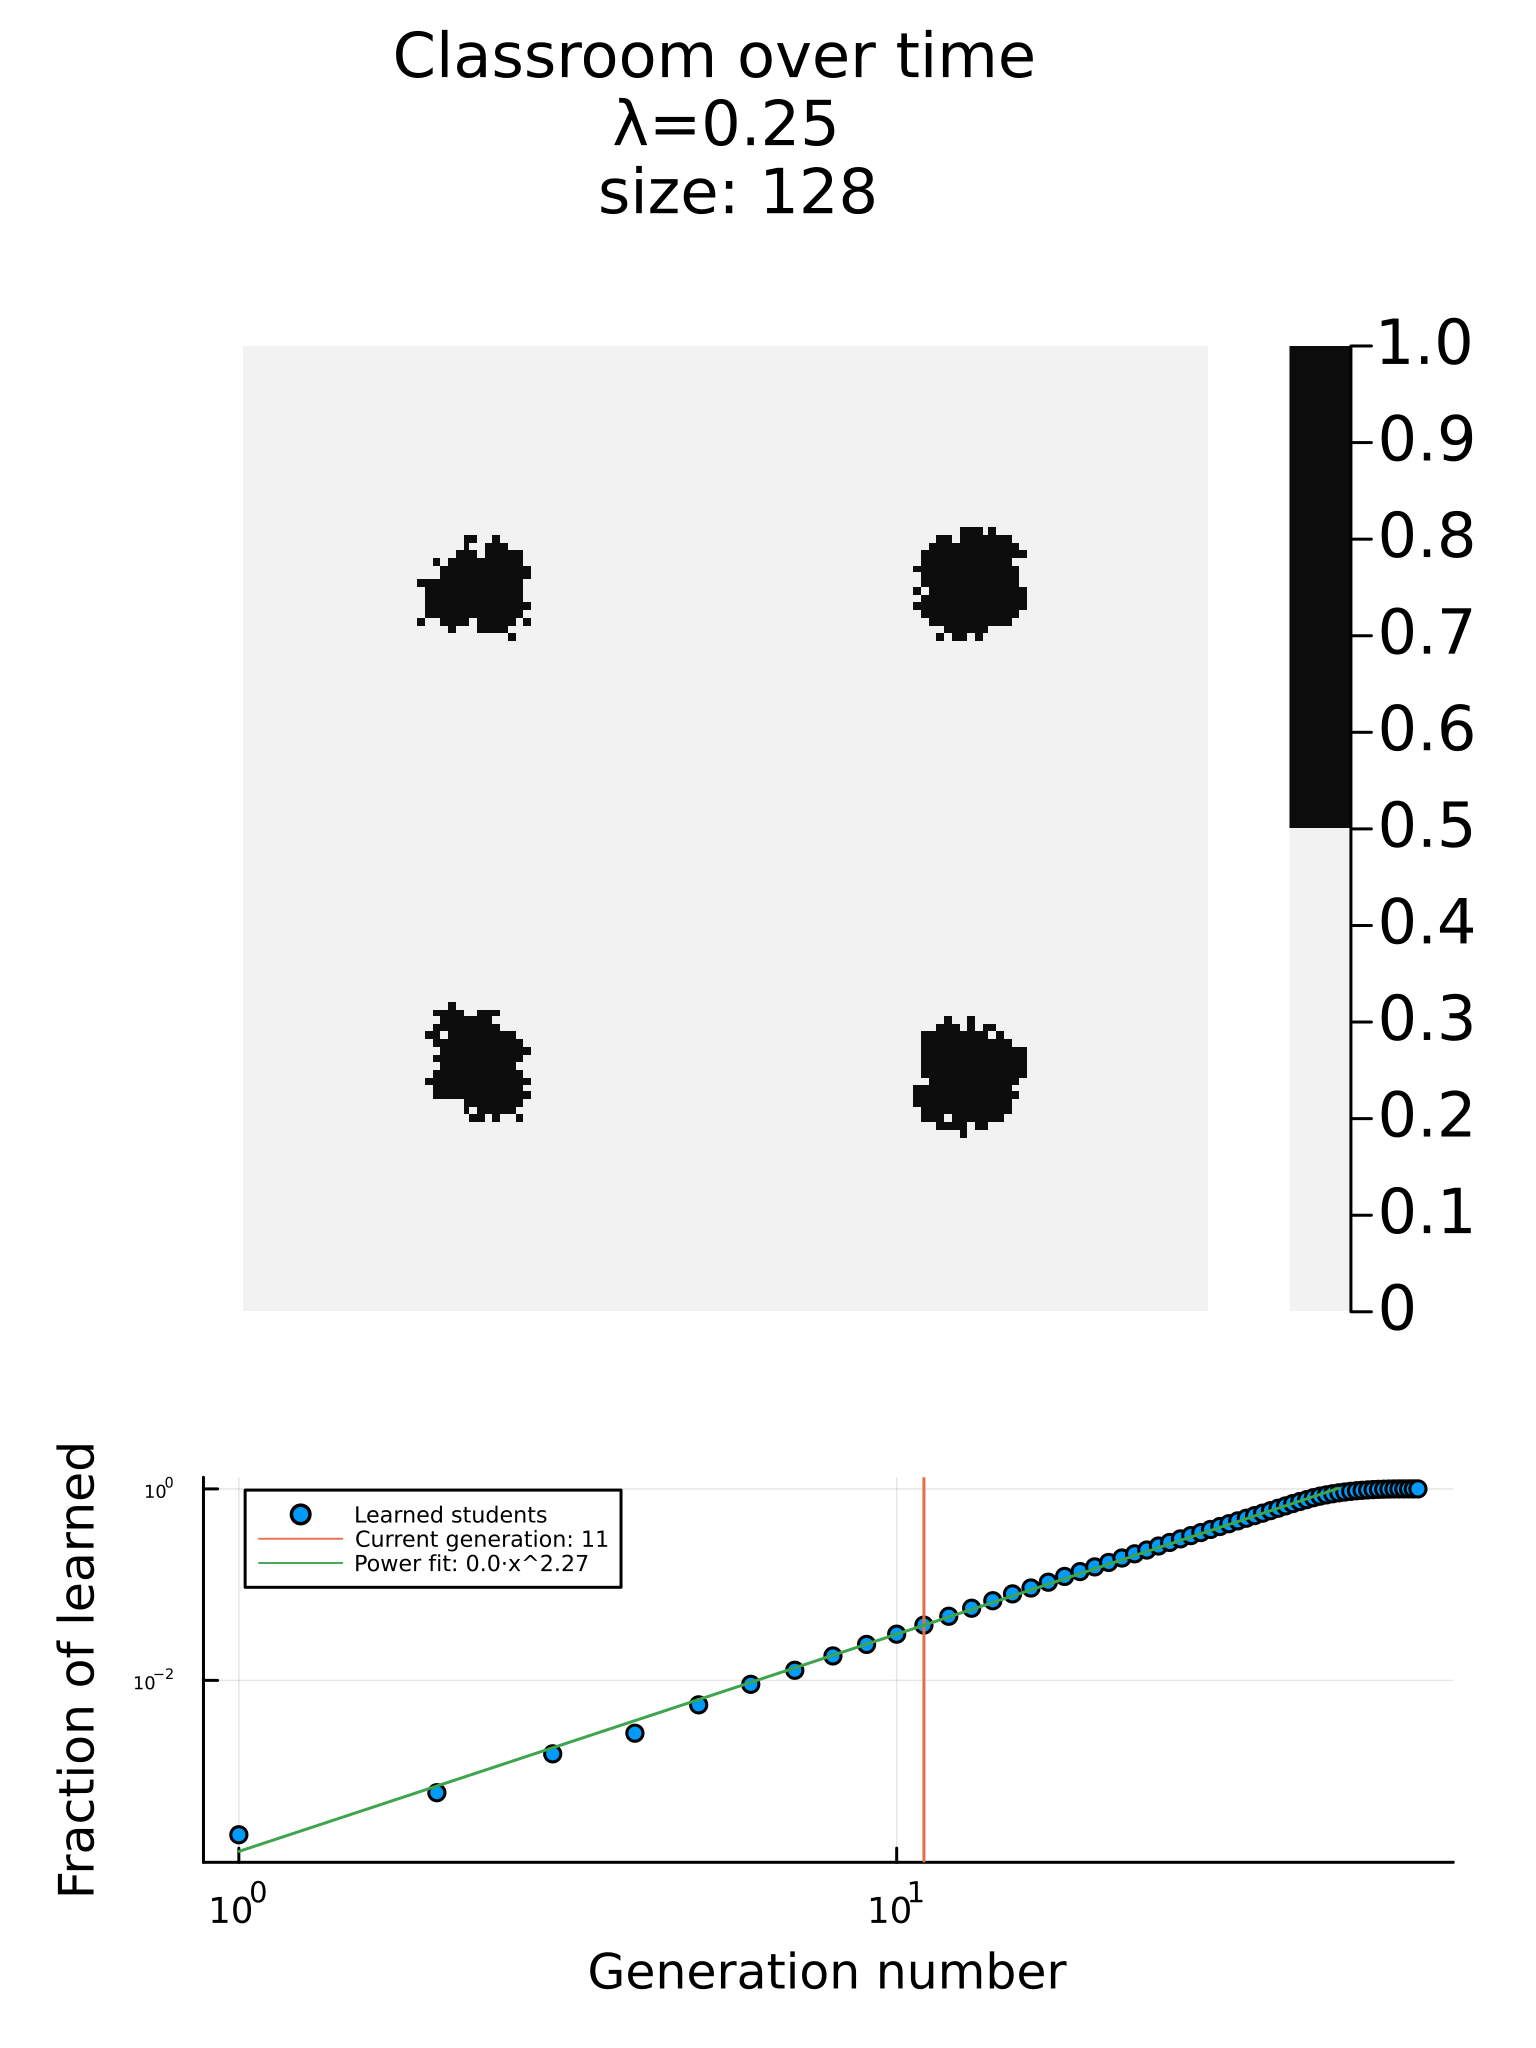 Classroom over time
λ=0.25
size: 128
1.0
0.9
0.8
0.7
0.6
0.5
0.4
0.3
0.2
0.1
0
Fraction of learned
10^0
10^−2
Learned students
Current generation: 11
Power fit: 0.0·x^2.27
10^0
10^1
Generation number